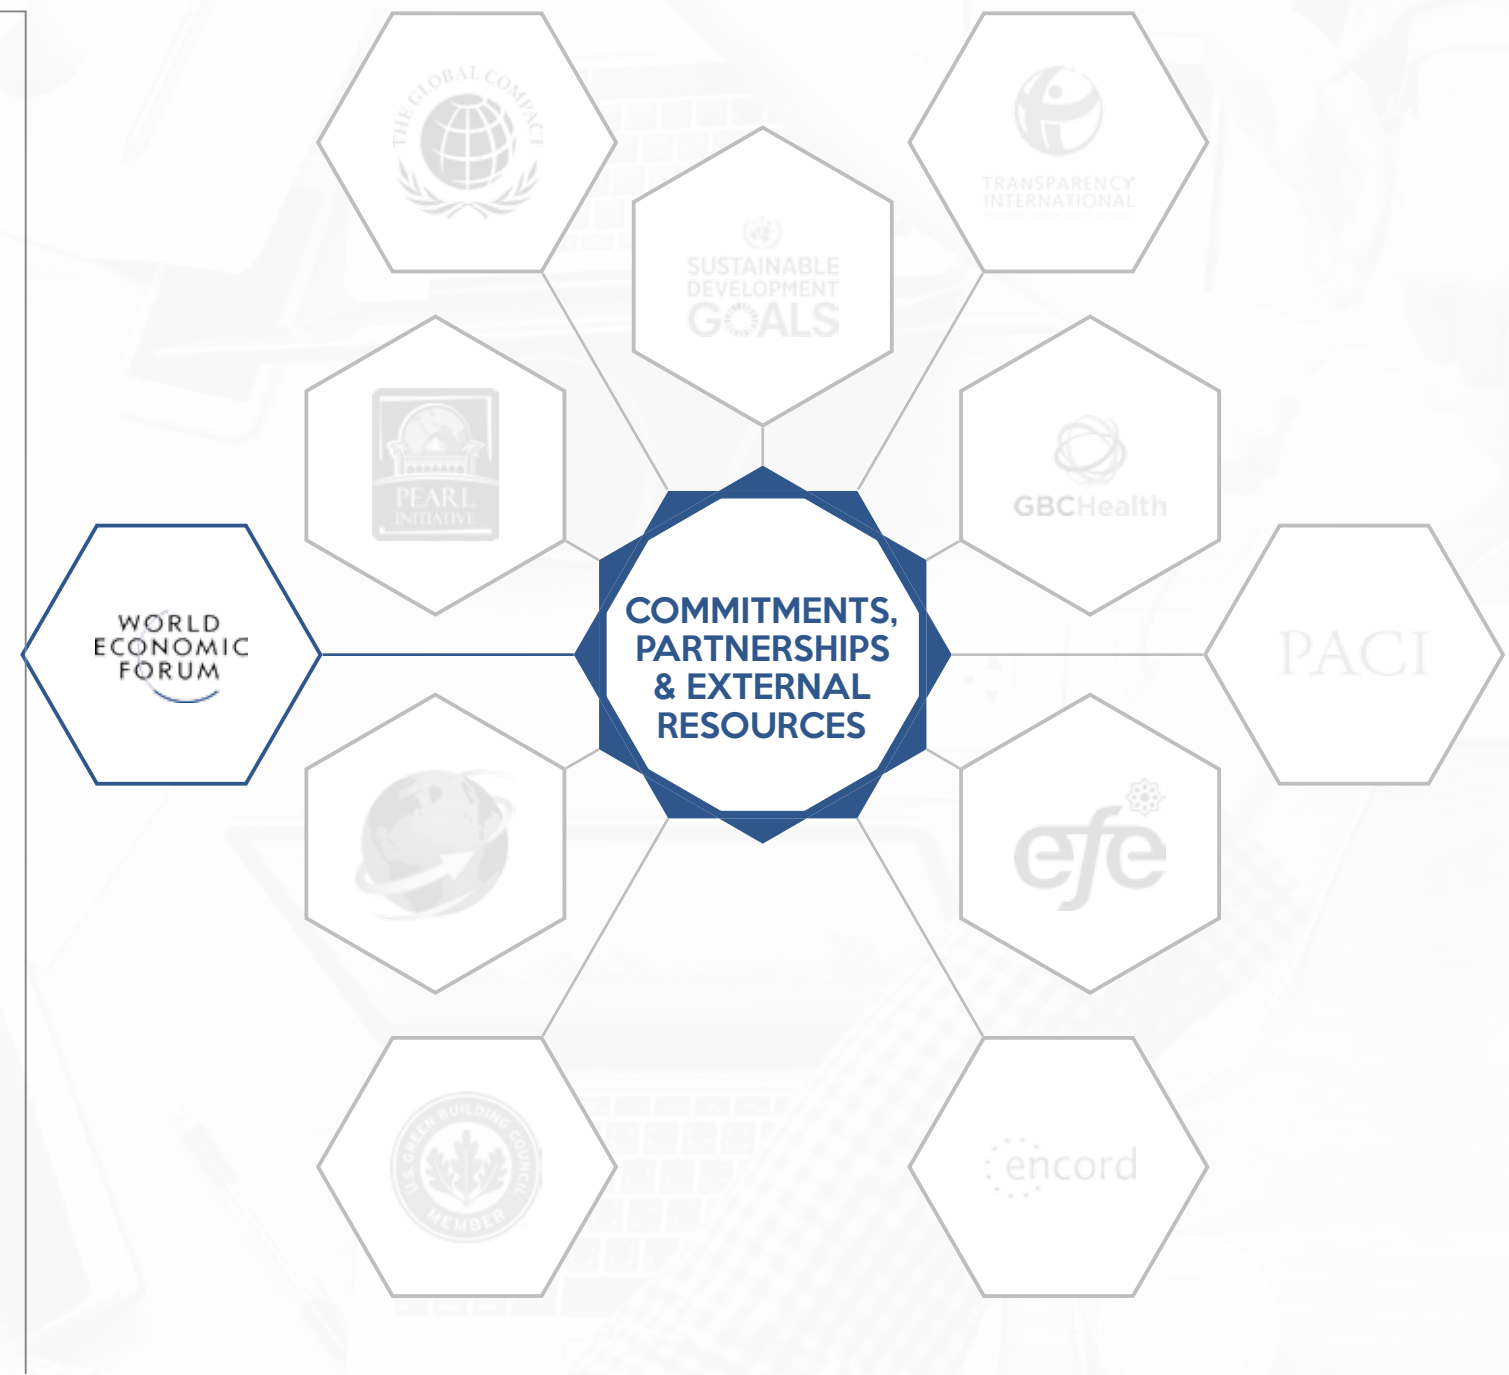 THE GLOBAL COMPACT
TRANSPARENCY
INTERNATIONAL
SUSTAINABLE
DEVELOPMENT
GOALS
PEARL
INITIATIVE
GBCHealth
WORLD
ECONOMIC
FORUM
COMMITMENTS,
PARTNERSHIPS
& EXTERNAL
RESOURCES
PACI
efe
U.S. GREEN BUILDING COUNCIL
MEMBER
encord